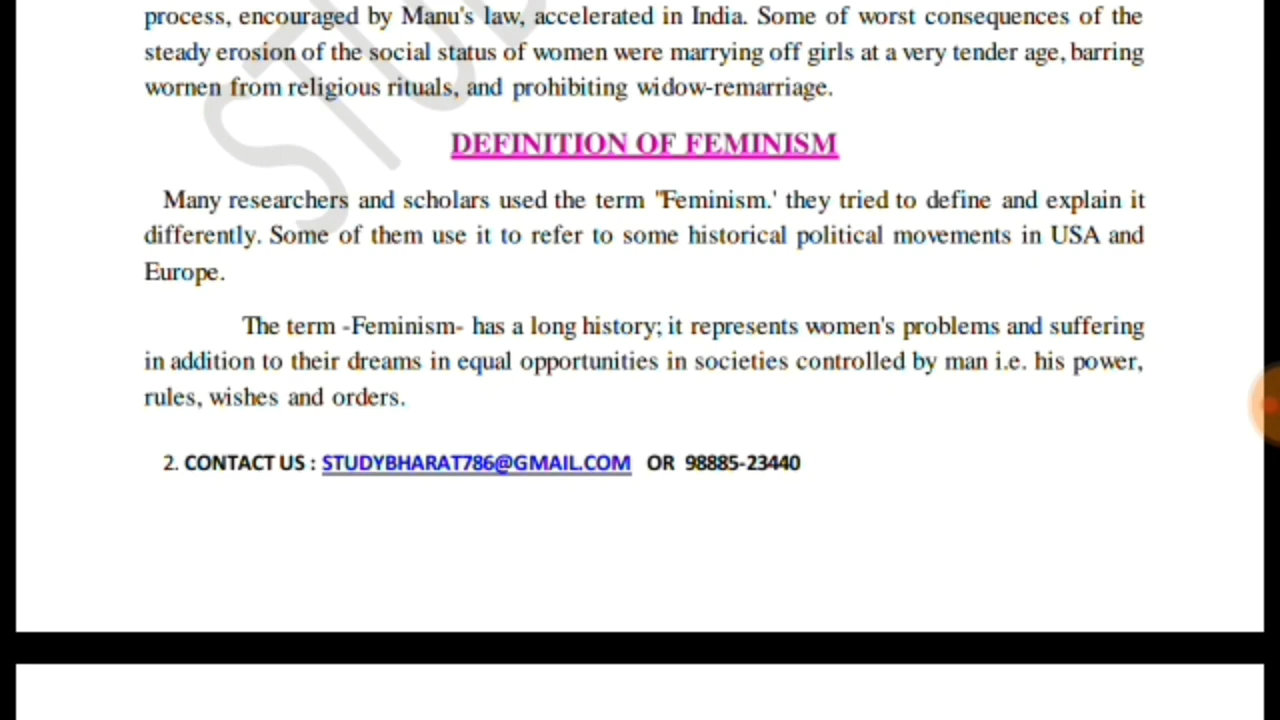 process, encouraged by Manu's law, accelerated in India. Some of worst consequences of the
steady erosion of the social status of women were marrying off girls at a very tender age, barring
wornen from religious rituals, and prohibiting widow-remarriage.
DEFINITION OF FEMINISM
Many researchers and scholars used the term "Feminism.' they tried to define and explain it
differently. Some of them use it to refer to some historical political movements in USA and
Europe.
The term -Feminism- has a long history; it represents women's problems and suffering
in addition to their dreams in equal opportunities in societies controlled by man i.e. his power,
rules, wishes and orders.
2. CONTACT US : STUDYBHARAT786@GMAIL.COM OR 98885-23440